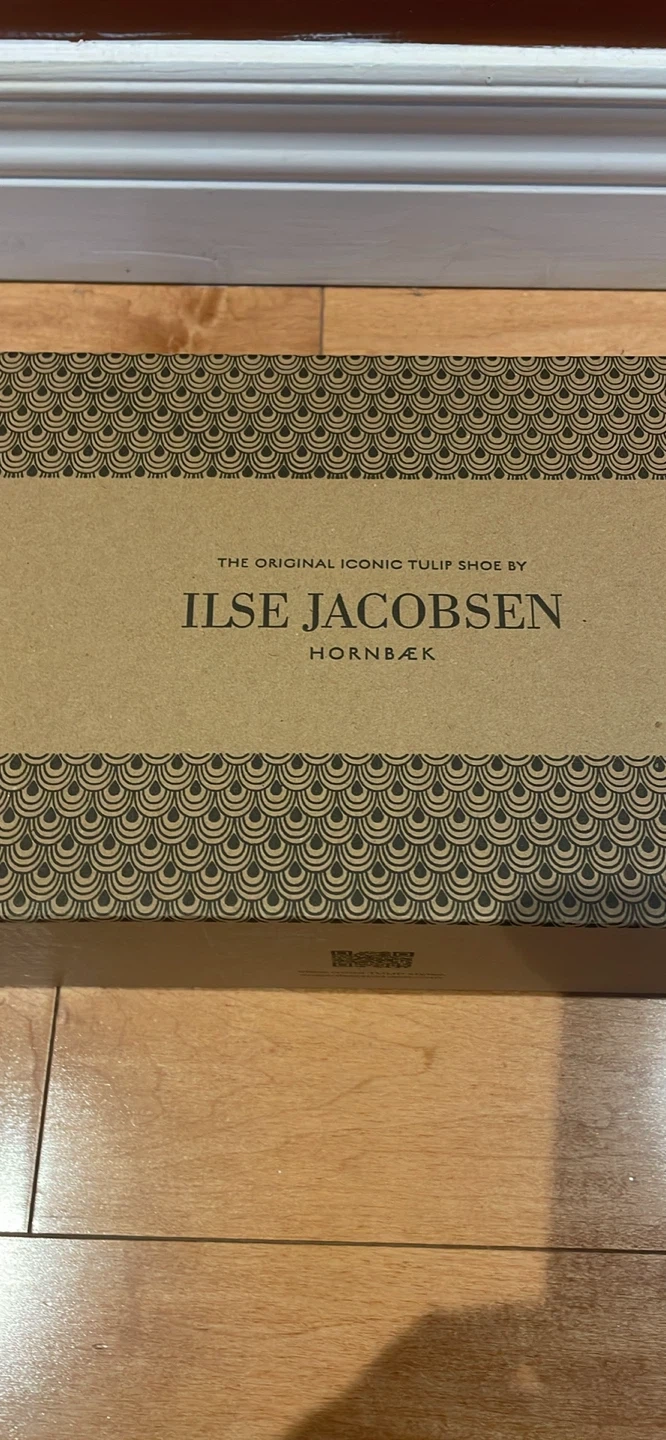 THE ORIGINAL ICONIC TULIP SHOE BY
ILSE JACOBSEN
HORNBÆK